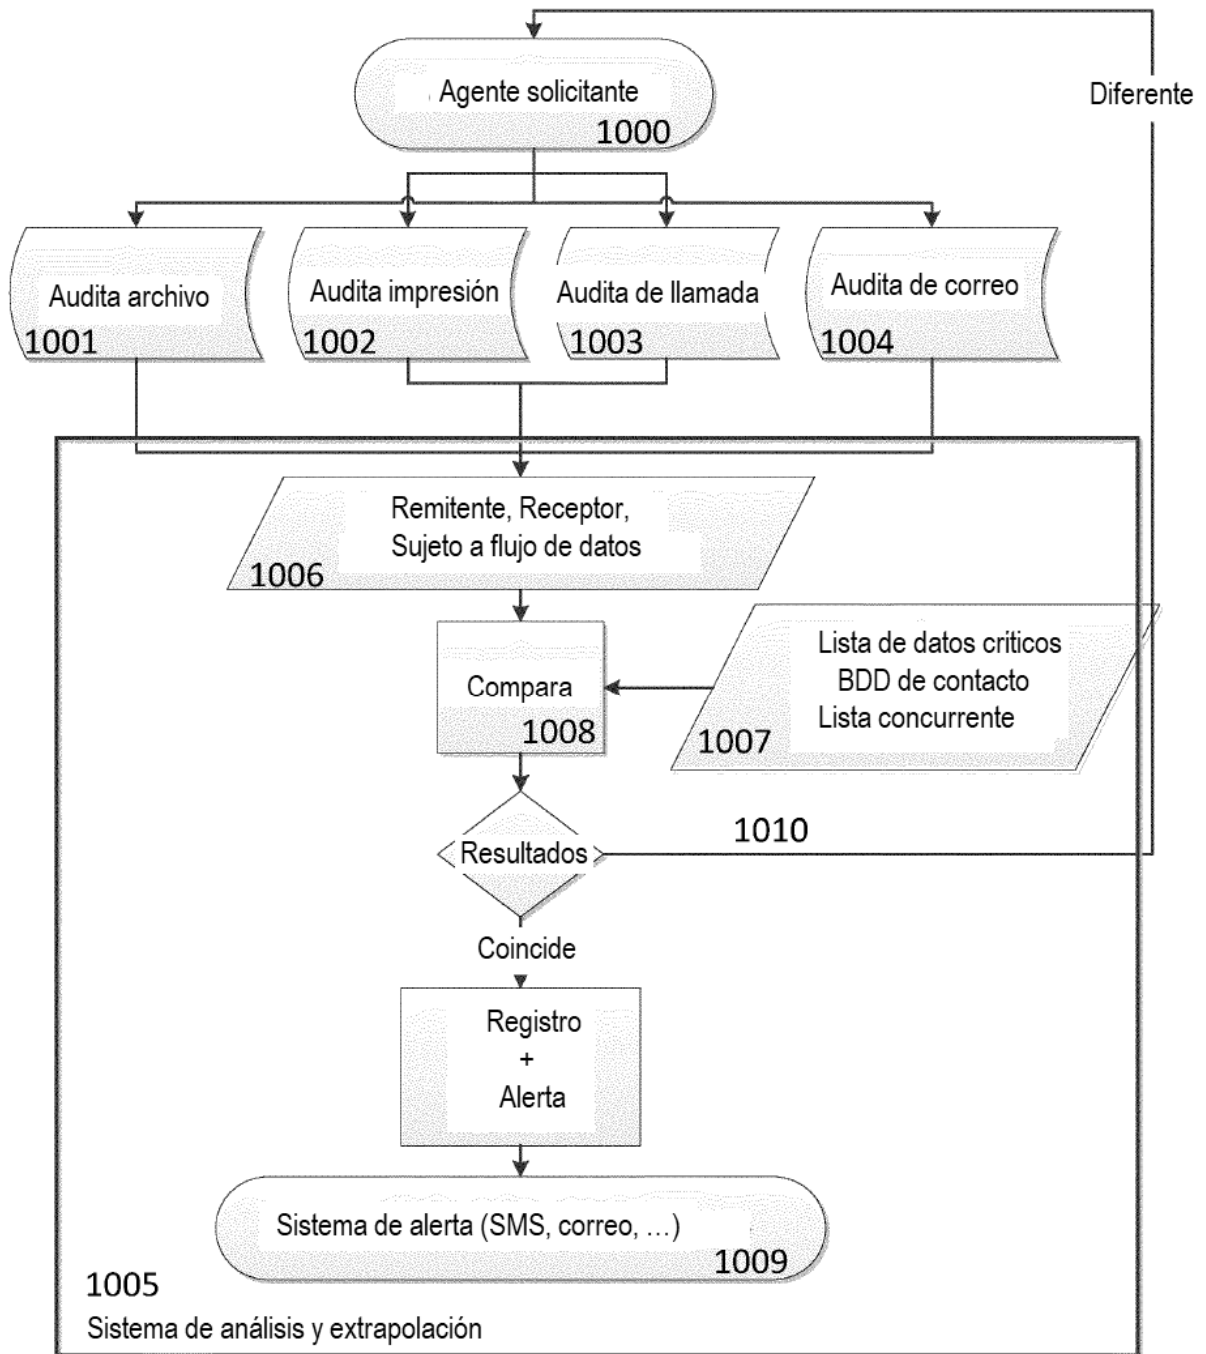 Agente solicitante
1000
Diferente
Audita archivo
1001
Audita impresión
1002
Audita de llamada
1003
Audita de correo
1004
Remitente, Receptor,
Sujeto a flujo de datos
1006
Lista de datos críticos
BDD de contacto
Lista concurrente
1007
Compara
1008
Resultados
1010
Coincide
Registro
+
Alerta
Sistema de alerta (SMS, correo, …)
1009
1005
Sistema de análisis y extrapolación